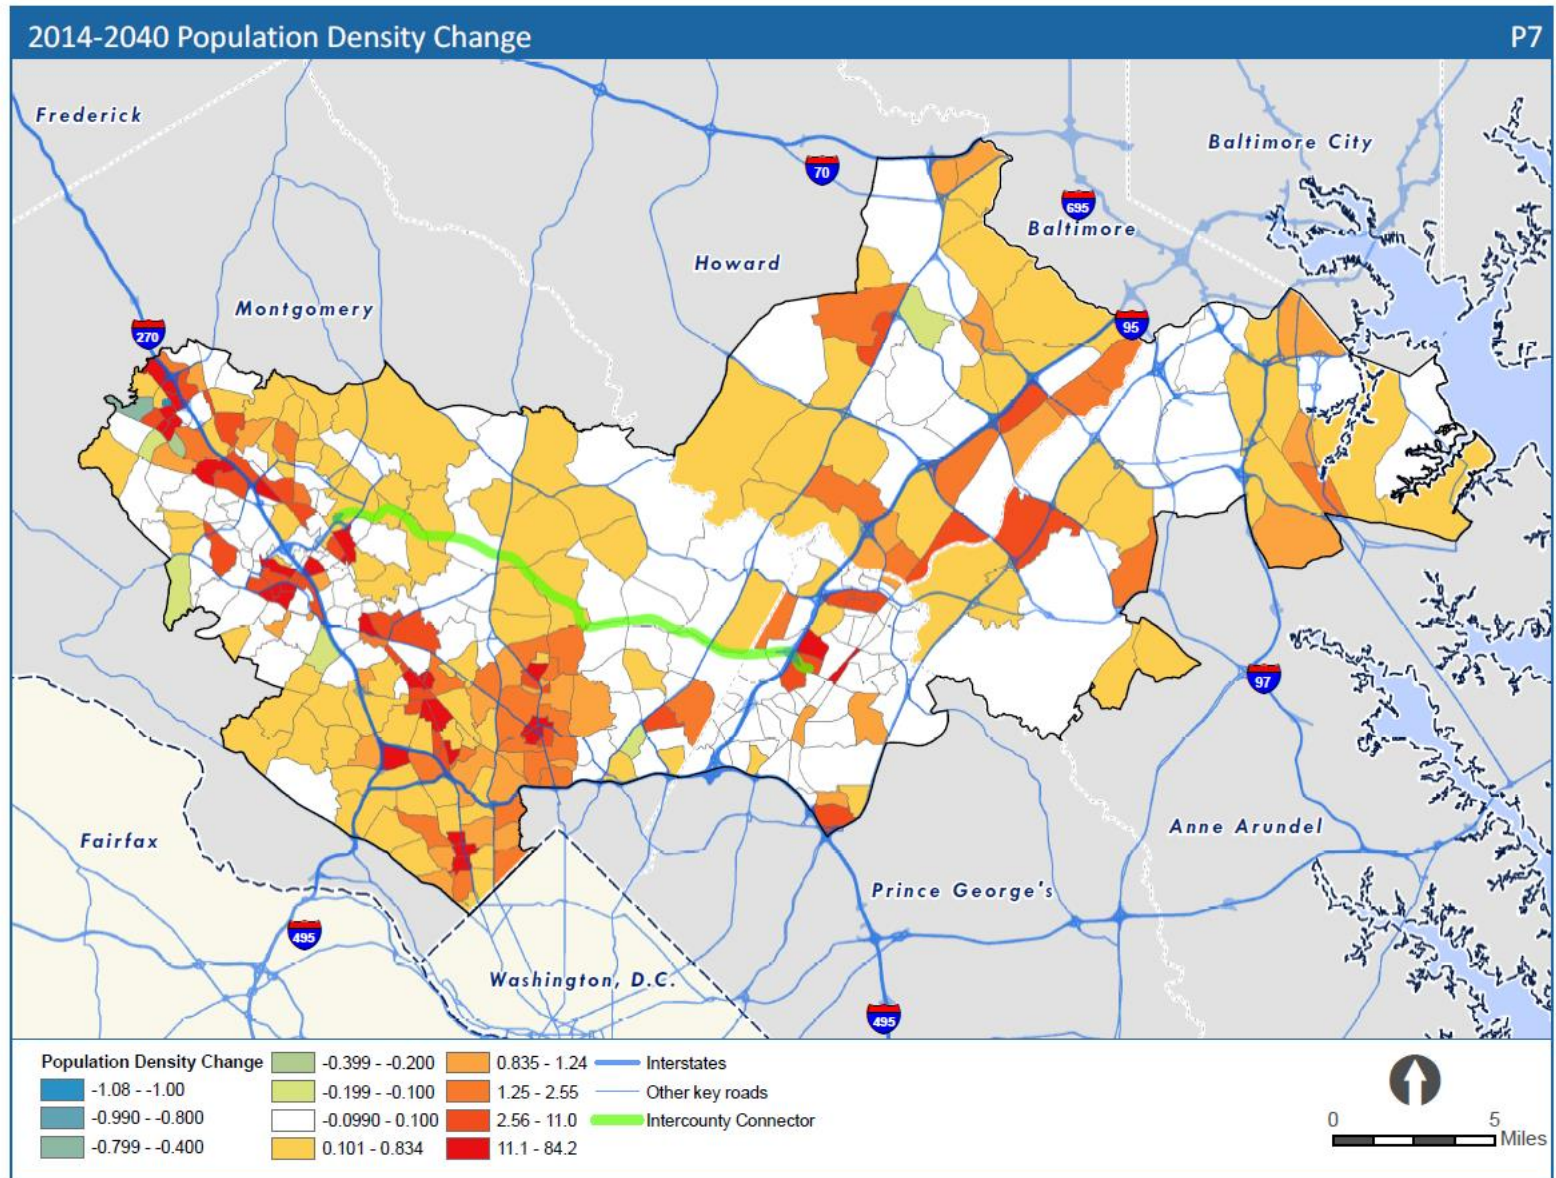 2014-2040 Population Density Change P7
Frederick
Baltimore City
70
695
Baltimore
Howard
Montgomery
95
270
97
Anne Arundel
Fairfax
Prince George's
495
Washington, D.C.
495
Population Density Change
-1.08 - -1.00
-0.990 - -0.800
-0.799 - -0.400
-0.399 - -0.200
-0.199 - -0.100
-0.0990 - 0.100
0.101 - 0.834
0.835 - 1.24
1.25 - 2.55
2.56 - 11.0
11.1 - 84.2
Interstates
Other key roads
Intercounty Connector
0 5
Miles